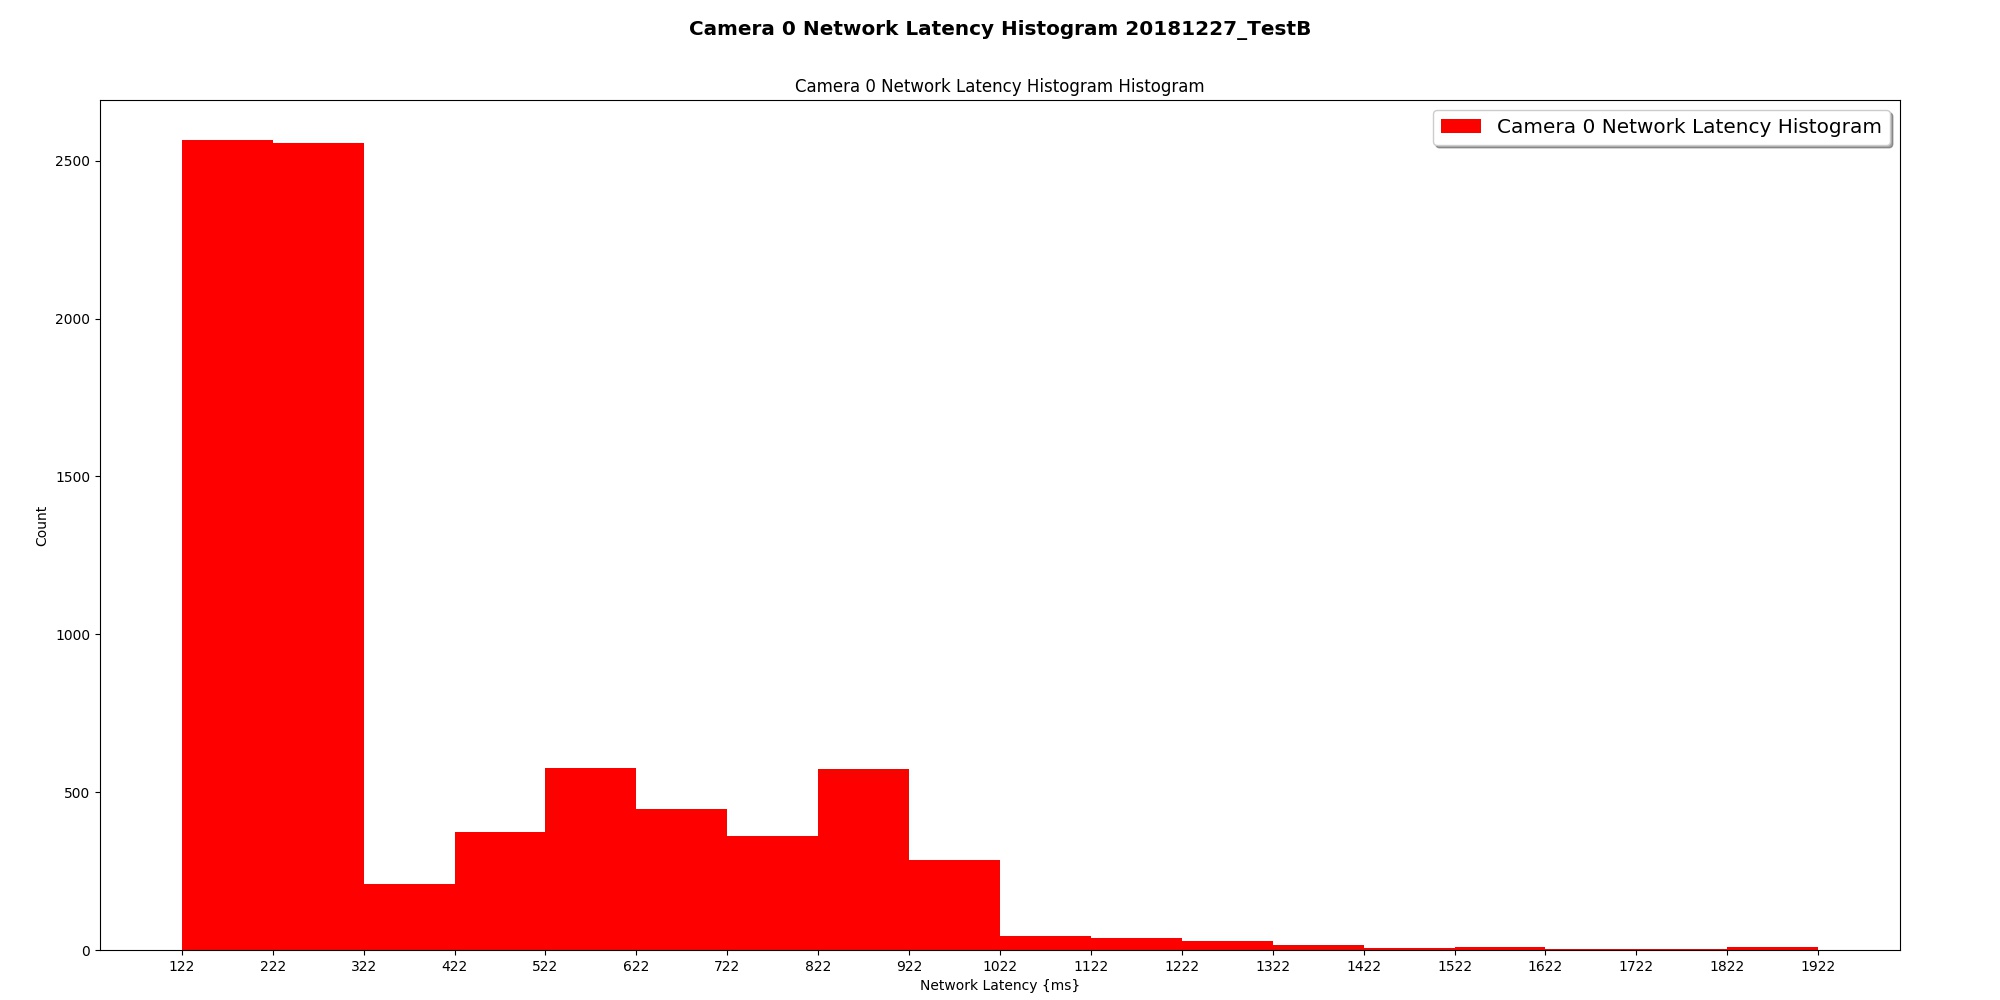 Camera 0 Network Latency Histogram 20181227_TestB
Camera 0 Network Latency Histogram Histogram
Camera 0 Network Latency Histogram
2500
2000
1500
1000
500
0
Count
122 222 322 422 522 622 722 822 922 1022 1122 1222 1322 1422 1522 1622 1722 1822 1922
Network Latency {ms}